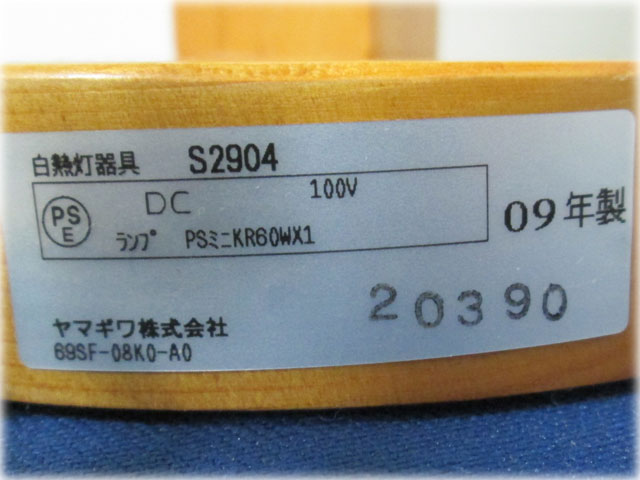 白熱灯器具 S2904
PS
E
DC 100V
ランプ PSミニKR60WX1
09年製
20390
ヤマギワ株式会社
69SF-08K0-A0